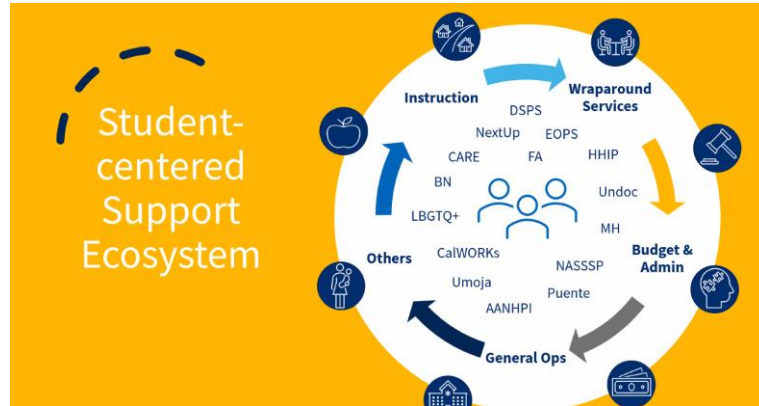 Student-
centered
Support
Ecosystem
Instruction
Wraparound
Services
DSPS
NextUp
EOPS
CARE
FA
HHIP
BN
Undoc
LBGTQ+
MH
Others
CalWORKs
NASSSP
Budget &
Admin
Umoja
Puente
AANHPI
General Ops